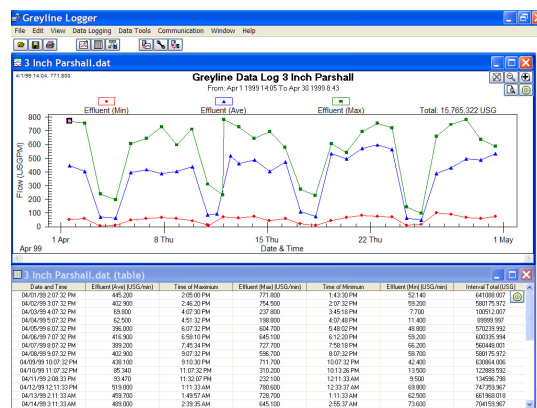 Greyline Logger
File Edit View Data Logging Data Tools Communication Window Help
3 Inch Parshall.dat
4/1/99 14:04, 771.800
Greyline Data Log 3 Inch Parshall
From: Apr 1 1999 14:05 To Apr 30 1999 8:43
Effluent (Min) Effluent (Ave) Effluent (Max) Total: 15,765,322 USG
Flow (USGPM)
800
700
600
500
400
300
200
100
0
1 Apr 8 Thu 15 Thu 22 Thu 1 May
Apr 99 Date & Time
3 Inch Parshall.dat (table)
Date and Time Effluent (Ave) (USG/min) Time of Maximum Effluent (Max) (USG/min) Time of Minimum Effluent (Min) (USG/min) Interval Total (USG)
04/01/99 2:07:32 PM 445.200 2:05:00 PM 771.800 1:43:30 PM 52.140 641088.007
04/02/99 3:07:32 PM 402.900 2:46:20 PM 754.500 2:07:32 PM 59.200 580175.972
04/03/99 4:07:32 PM 69.800 4:07:30 PM 237.800 3:45:18 PM 7.700 100512.007
04/04/99 5:07:32 PM 62.500 4:51:32 PM 198.800 4:07:48 PM 11.400 89999.997
04/05/99 6:07:32 PM 396.000 6:07:32 PM 604.700 5:48:02 PM 48.800 570239.992
04/06/99 7:07:32 PM 416.900 6:58:10 PM 645.100 6:12:20 PM 59.200 600335.994
04/07/99 8:07:32 PM 389.200 7:45:34 PM 727.700 7:58:18 PM 66.200 560448.001
04/08/99 9:07:32 PM 402.900 9:07:32 PM 596.700 8:07:32 PM 58.700 580175.972
04/09/99 10:07:32 PM 438.100 9:10:30 PM 711.700 10:07:32 PM 42.400 630864.006
04/10/99 11:07:32 PM 85.340 11:07:32 PM 310.200 10:13:26 PM 13.500 122889.592
04/11/99 2:08:33 PM 93.470 11:32:07 PM 232.100 12:11:33 AM 9.500 134596.798
04/12/99 12:11:33 PM 519.000 1:11:33 AM 780.600 12:33:37 AM 69.800 747359.967
04/13/99 2:11:33 AM 459.700 1:49:57 AM 728.700 1:11:33 AM 62.500 661968.018
04/14/99 3:11:33 AM 489.000 2:39:35 AM 645.100 2:55:37 AM 73.600 704159.967